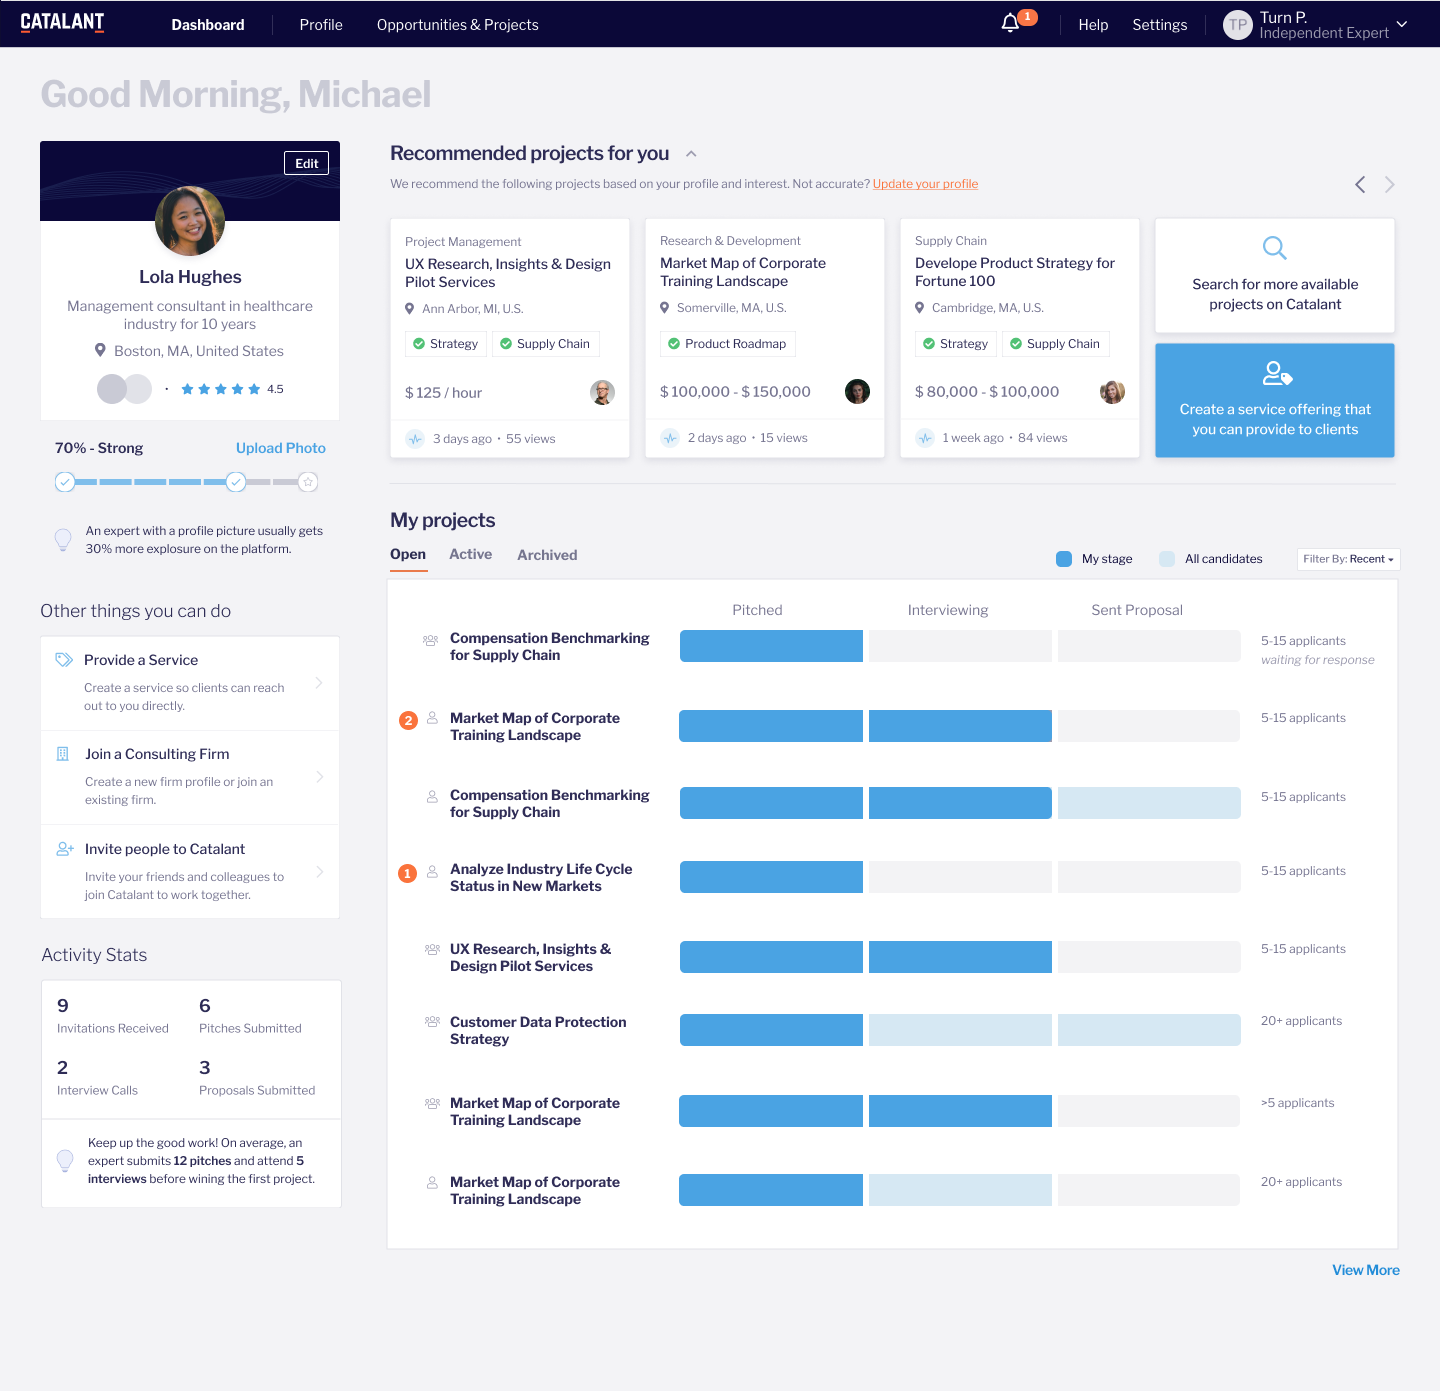 CATALANT
Dashboard
Profile
Opportunities & Projects
1
Help
Settings
TP
Turn P.
Independent Expert
Good Morning, Michael
Edit
Lola Hughes
Management consultant in healthcare
industry for 10 years
Boston, MA, United States
· 4.5
70% - Strong
Upload Photo
An expert with a profile picture usually gets
30% more explosure on the platform.
Other things you can do
Provide a Service
Create a service so clients can reach
out to you directly.
Join a Consulting Firm
Create a new firm profile or join an
existing firm.
Invite people to Catalant
Invite your friends and colleagues to
join Catalant to work together.
Activity Stats
9
Invitations Received
6
Pitches Submitted
2
Interview Calls
3
Proposals Submitted
Keep up the good work! On average, an
expert submits 12 pitches and attend 5
interviews before wining the first project.
Recommended projects for you
We recommend the following projects based on your profile and interest. Not accurate? Update your profile
Project Management
UX Research, Insights & Design
Pilot Services
Ann Arbor, MI, U.S.
Strategy
Supply Chain
$ 125 / hour
3 days ago • 55 views
Research & Development
Market Map of Corporate
Training Landscape
Somerville, MA, U.S.
Product Roadmap
$ 100,000 - $ 150,000
2 days ago • 15 views
Supply Chain
Develope Product Strategy for
Fortune 100
Cambridge, MA, U.S.
Strategy
Supply Chain
$ 80,000 - $ 100,000
1 week ago • 84 views
Search for more available
projects on Catalant
Create a service offering that
you can provide to clients
My projects
Open
Active
Archived
My stage
All candidates
Filter By: Recent
Pitched
Interviewing
Sent Proposal
Compensation Benchmarking
for Supply Chain
5-15 applicants
waiting for response
2
Market Map of Corporate
Training Landscape
5-15 applicants
Compensation Benchmarking
for Supply Chain
5-15 applicants
1
Analyze Industry Life Cycle
Status in New Markets
5-15 applicants
UX Research, Insights &
Design Pilot Services
5-15 applicants
Customer Data Protection
Strategy
20+ applicants
Market Map of Corporate
Training Landscape
>5 applicants
Market Map of Corporate
Training Landscape
20+ applicants
View More